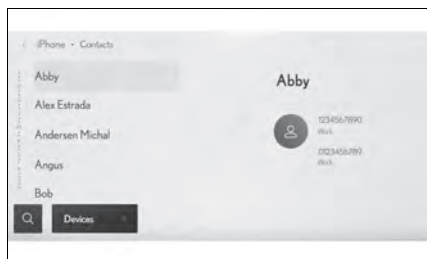 iPhone • Contacts
Abby
Alex Estrada
Andersen Michal
Angus
Bob
Devices
Abby
1234567890
Work
0123456789
Work